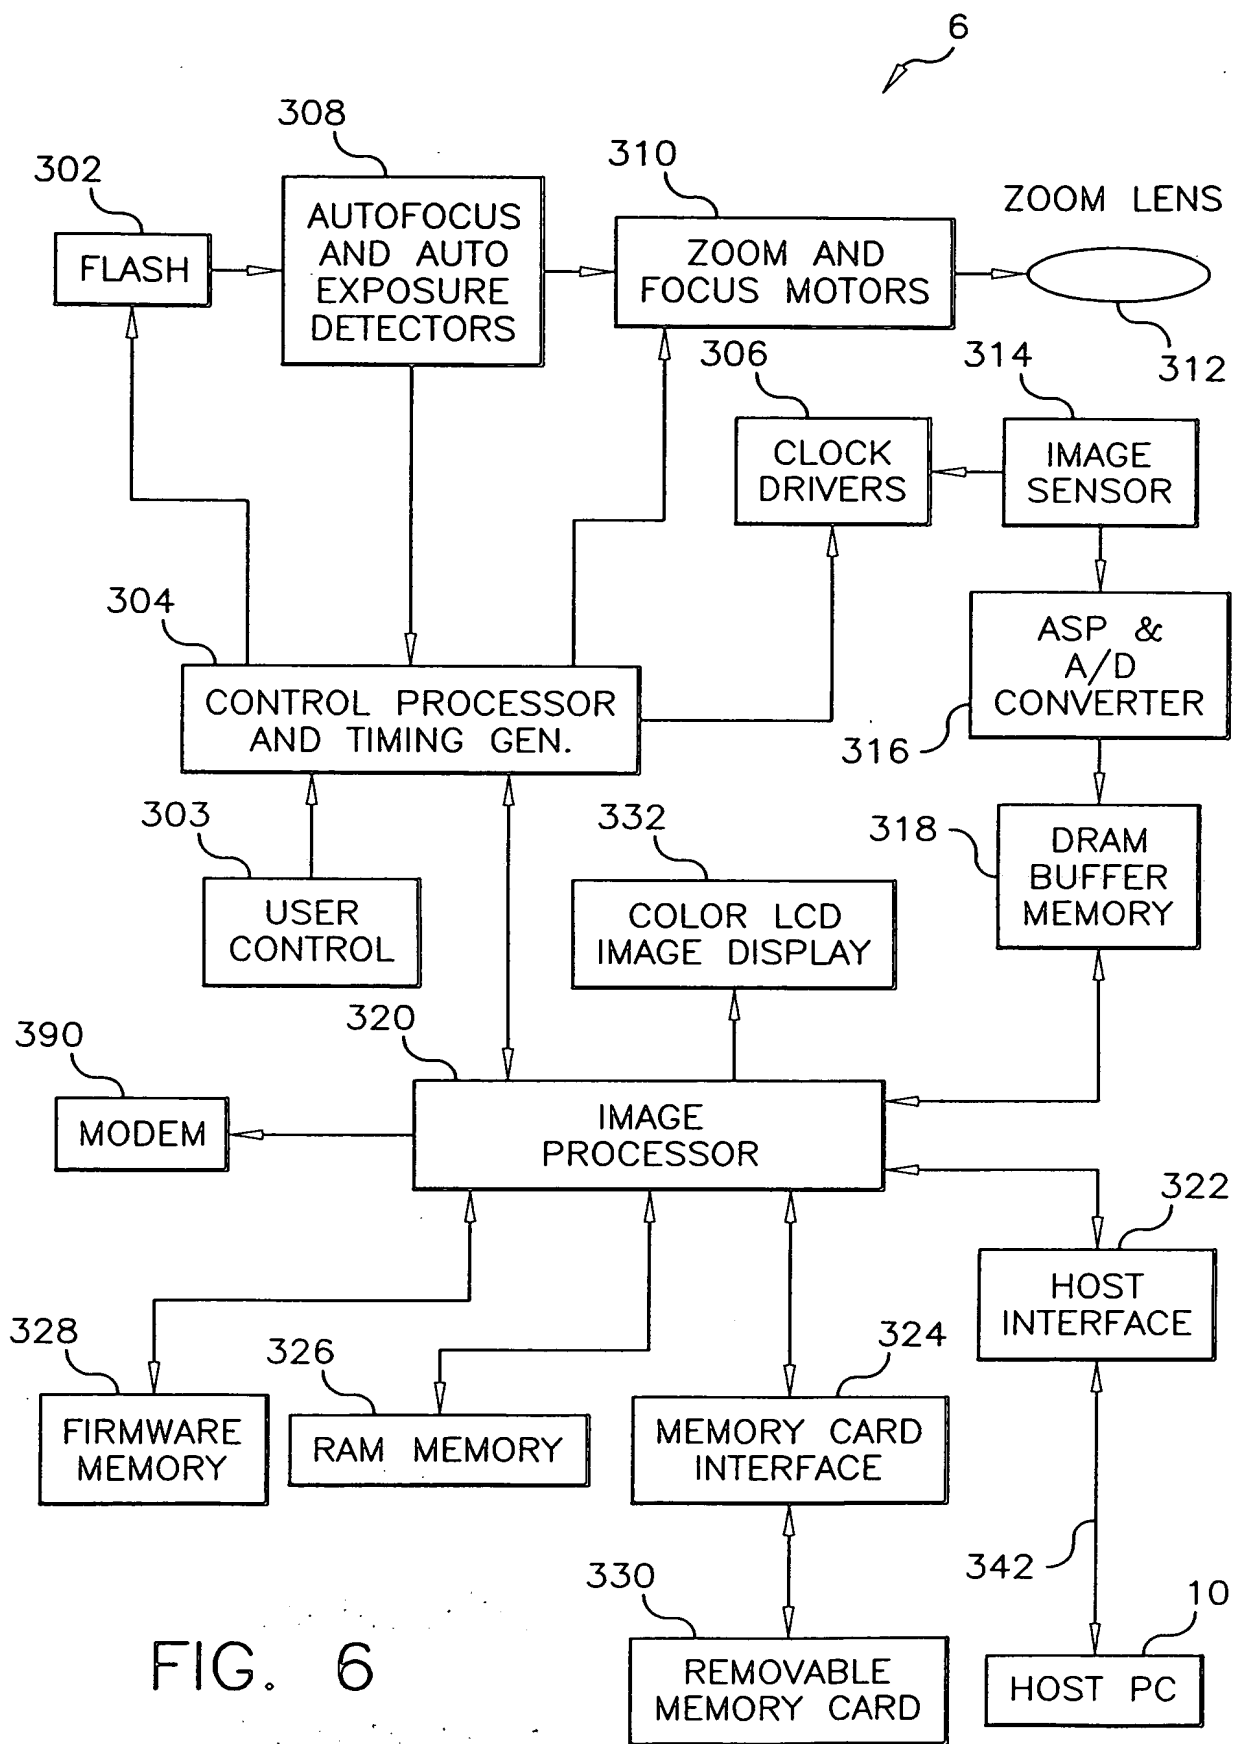 6
308
302
310
ZOOM LENS
AUTOFOCUS
AND AUTO
EXPOSURE
DETECTORS
FLASH
ZOOM AND
FOCUS MOTORS
312
306
314
CLOCK
DRIVERS
IMAGE
SENSOR
304
CONTROL PROCESSOR
AND TIMING GEN.
ASP &
A/D
CONVERTER
316
303
USER
CONTROL
332
COLOR LCD
IMAGE DISPLAY
318
DRAM
BUFFER
MEMORY
390
MODEM
320
IMAGE
PROCESSOR
322
HOST
INTERFACE
328
FIRMWARE
MEMORY
326
RAM MEMORY
324
MEMORY CARD
INTERFACE
342
330
REMOVABLE
MEMORY CARD
10
HOST PC
FIG. 6